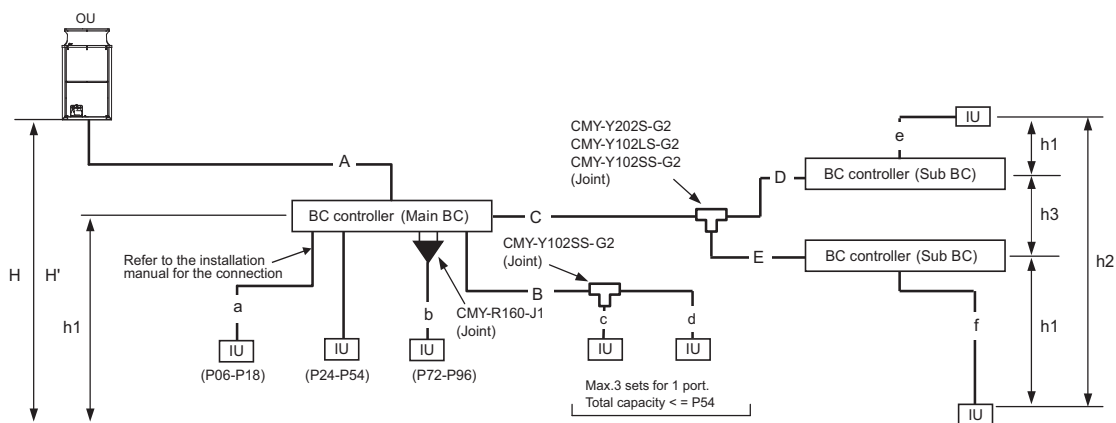 OU
H
H'
h1
A
BC controller (Main BC)
Refer to the installation
manual for the connection
a
IU
(P06-P18)
IU
(P24-P54)
b
IU
(P72-P96)
CMY-R160-J1
(Joint)
B
CMY-Y102SS-G2
(Joint)
c
IU
d
IU
Max.3 sets for 1 port.
Total capacity < = P54
C
CMY-Y202S-G2
CMY-Y102LS-G2
CMY-Y102SS-G2
(Joint)
D
E
e
IU
BC controller (Sub BC)
BC controller (Sub BC)
f
IU
h1
h3
h2
h1